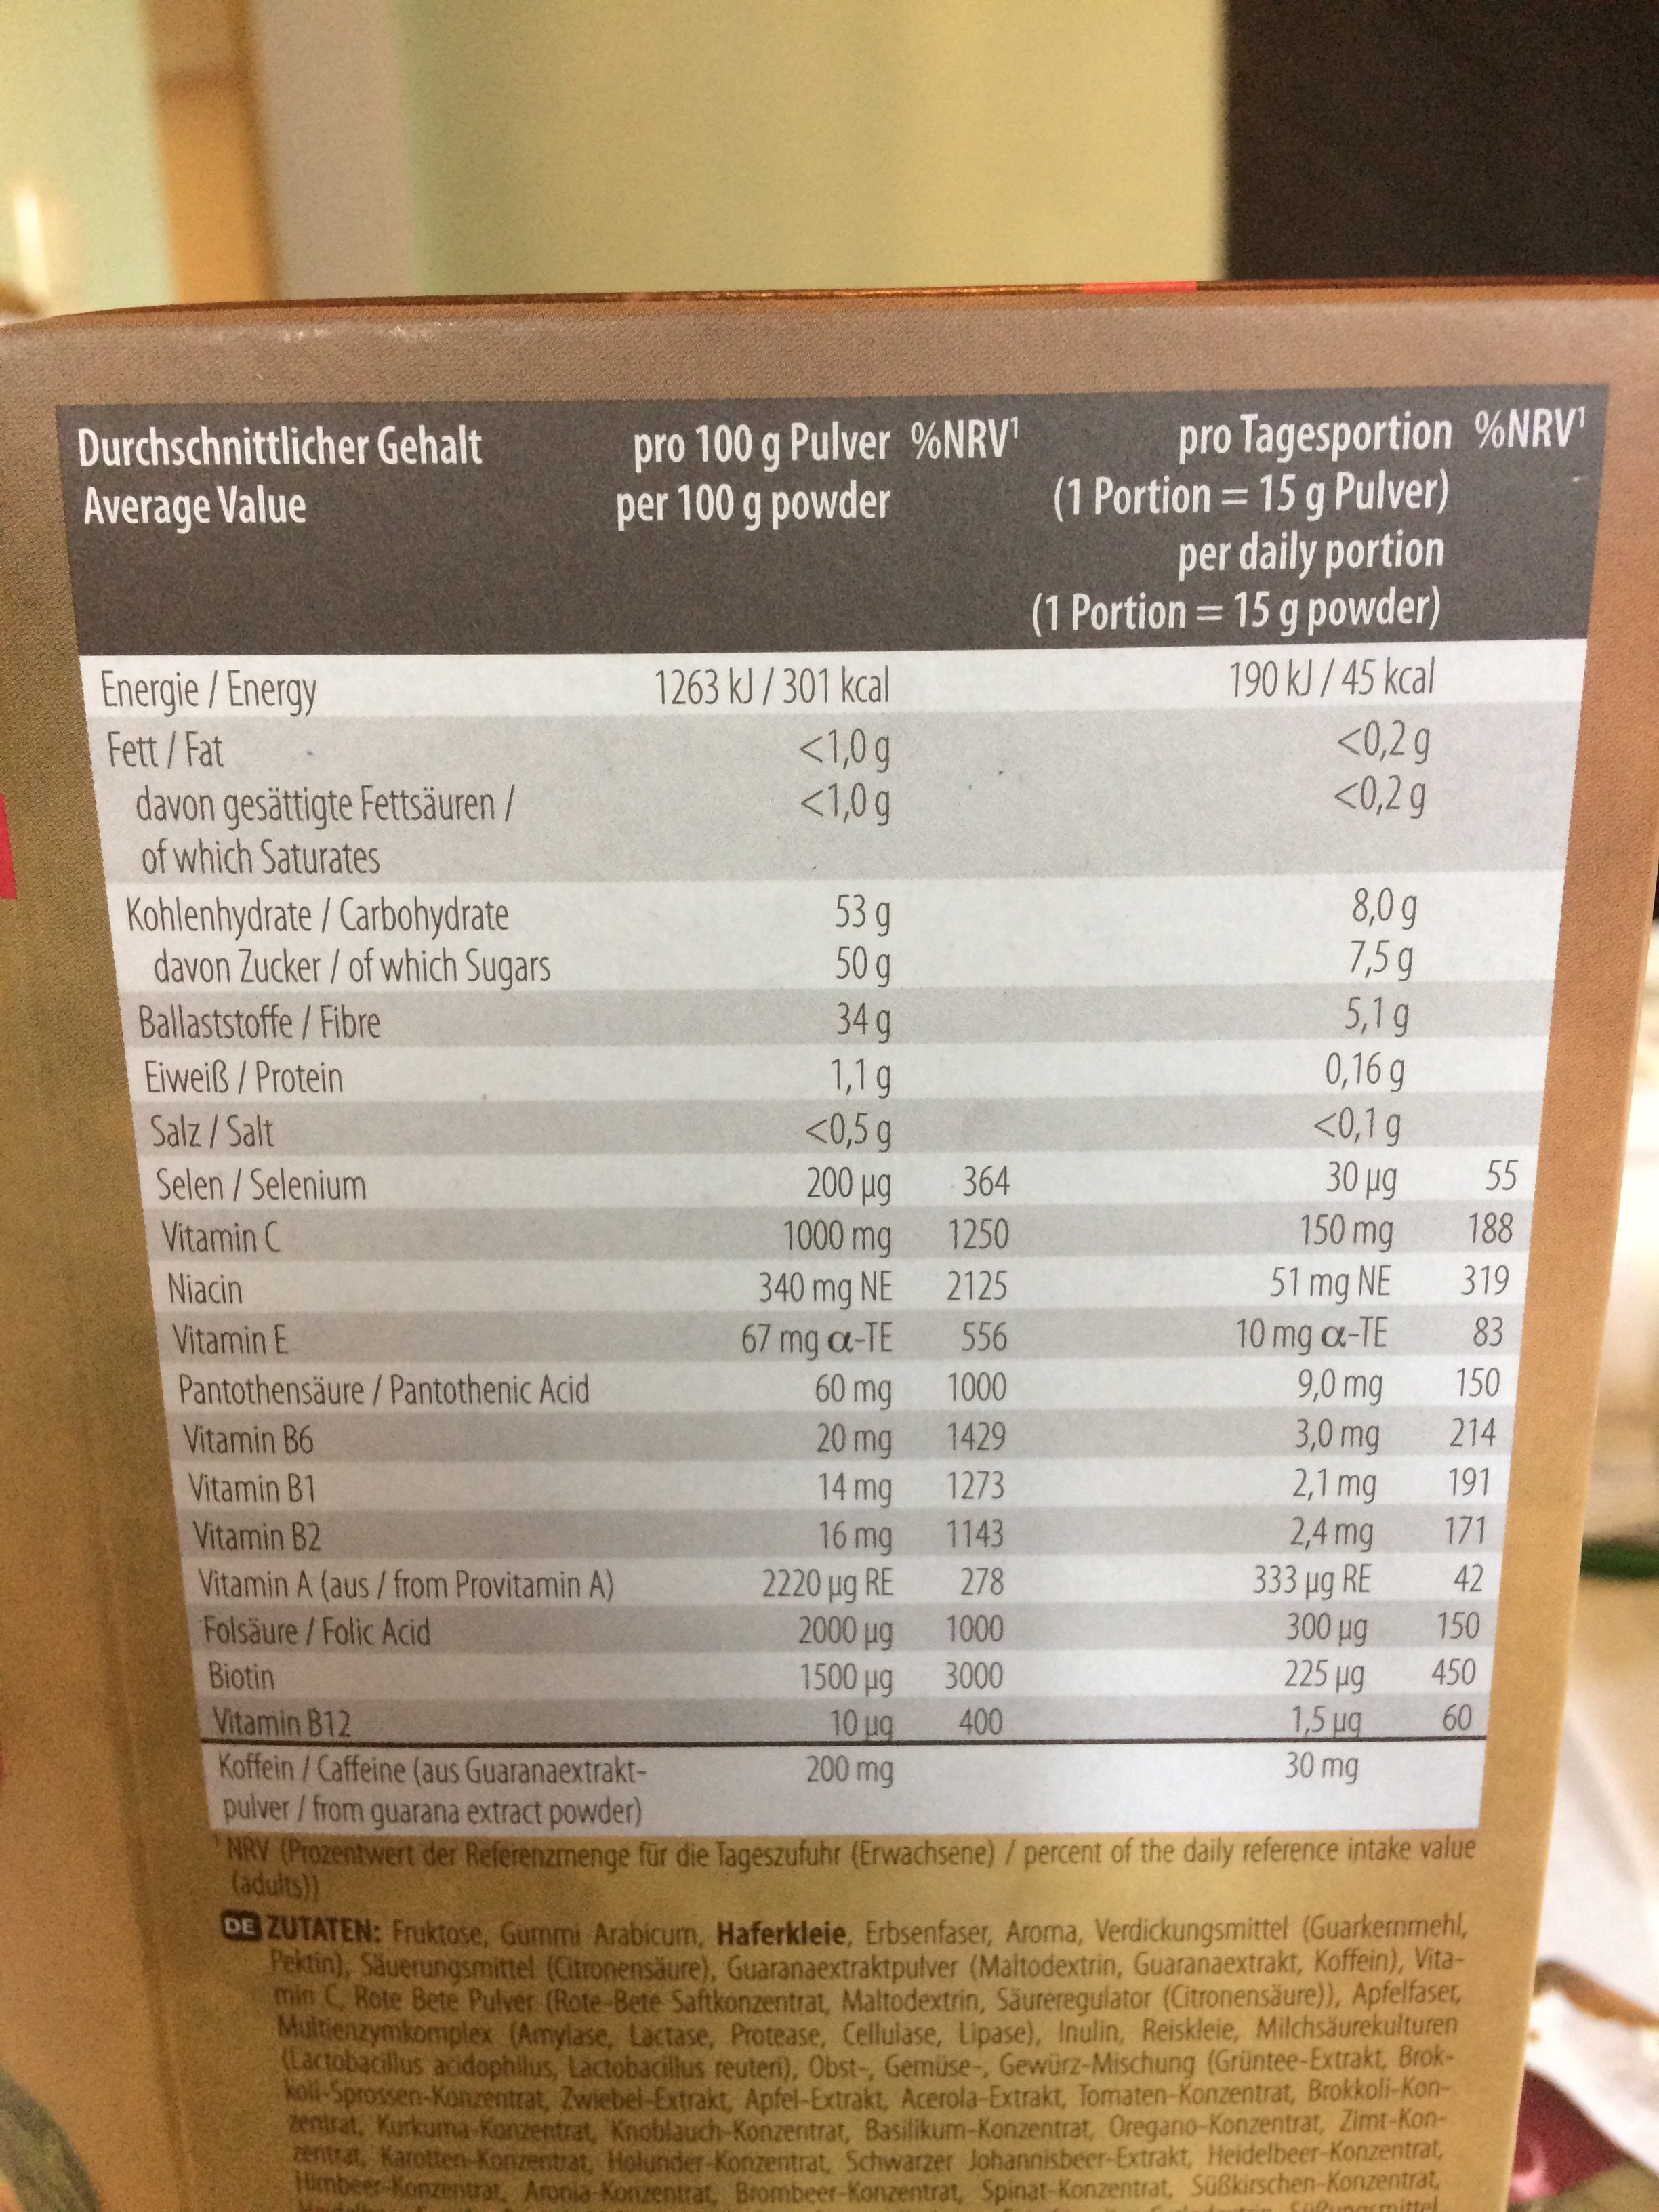 Durchschnittlicher Gehalt pro 100 g Pulver %NRV¹ pro Tagesportion %NRV¹
Average Value per 100 g powder (1 Portion = 15 g Pulver)
per daily portion
(1 Portion = 15 g powder)
Energie / Energy 1263 kJ / 301 kcal 190 kJ / 45 kcal
Fett / Fat <1,0 g <0,2 g
davon gesättigte Fettsäuren / <1,0 g <0,2 g
of which Saturates
Kohlenhydrate / Carbohydrate 53 g 8,0 g
davon Zucker / of which Sugars 50 g 7,5 g
Ballaststoffe / Fibre 34 g 5,1 g
Eiweiß / Protein 1,1 g 0,16 g
Salz / Salt <0,5 g <0,1 g
Selen / Selenium 200 µg 364 30 µg 55
Vitamin C 1000 mg 1250 150 mg 188
Niacin 340 mg NE 2125 51 mg NE 319
Vitamin E 67 mg α-TE 556 10 mg α-TE 83
Pantothensäure / Pantothenic Acid 60 mg 1000 9,0 mg 150
Vitamin B6 20 mg 1429 3,0 mg 214
Vitamin B1 14 mg 1273 2,1 mg 191
Vitamin B2 16 mg 1143 2,4 mg 171
Vitamin A (aus / from Provitamin A) 2220 µg RE 278 333 µg RE 42
Folsäure / Folic Acid 2000 µg 1000 300 µg 150
Biotin 1500 µg 3000 225 µg 450
Vitamin B12 10 µg 400 1,5 µg 60
Koffein / Caffeine (aus Guaranaextrakt- 200 mg 30 mg
pulver / from guarana extract powder)
¹ NRV (Prozentwert der Referenzmenge für die Tageszufuhr (Erwachsene) / percent of the daily reference intake value
(adults))
DE ZUTATEN: Fruktose, Gummi Arabicum, Haferkleie, Erbsenfaser, Aroma, Verdickungsmittel (Guarkernmehl,
Pektin), Säuerungsmittel (Citronensäure), Guaranaextraktpulver (Maltodextrin, Guaranaextrakt, Koffein), Vita-
min C, Rote Bete Pulver (Rote-Bete Saftkonzentrat, Maltodextrin, Säureregulator (Citronensäure)), Apfelfaser,
Multienzymkomplex (Amylase, Lactase, Protease, Cellulase, Lipase), Inulin, Reiskleie, Milchsäurekulturen
(Lactobacillus acidophilus, Lactobacillus reuteri), Obst-, Gemüse-, Gewürz-Mischung (Grüntee-Extrakt, Brok-
koli-Sprossen-Konzentrat, Zwiebel-Extrakt, Apfel-Extrakt, Acerola-Extrakt, Tomaten-Konzentrat, Brokkoli-Kon-
zentrat, Kurkuma-Konzentrat, Knoblauch-Konzentrat, Basilikum-Konzentrat, Oregano-Konzentrat, Zimt-Kon-
zentrat, Karotten-Konzentrat, Holunder-Konzentrat, Schwarzer Johannisbeer-Extrakt, Heidelbeer-Konzentrat,
Himbeer-Konzentrat, Aronia-Konzentrat, Brombeer-Konzentrat, Spinat-Konzentrat, Süßkirschen-Konzentrat,
Süßungsmittel